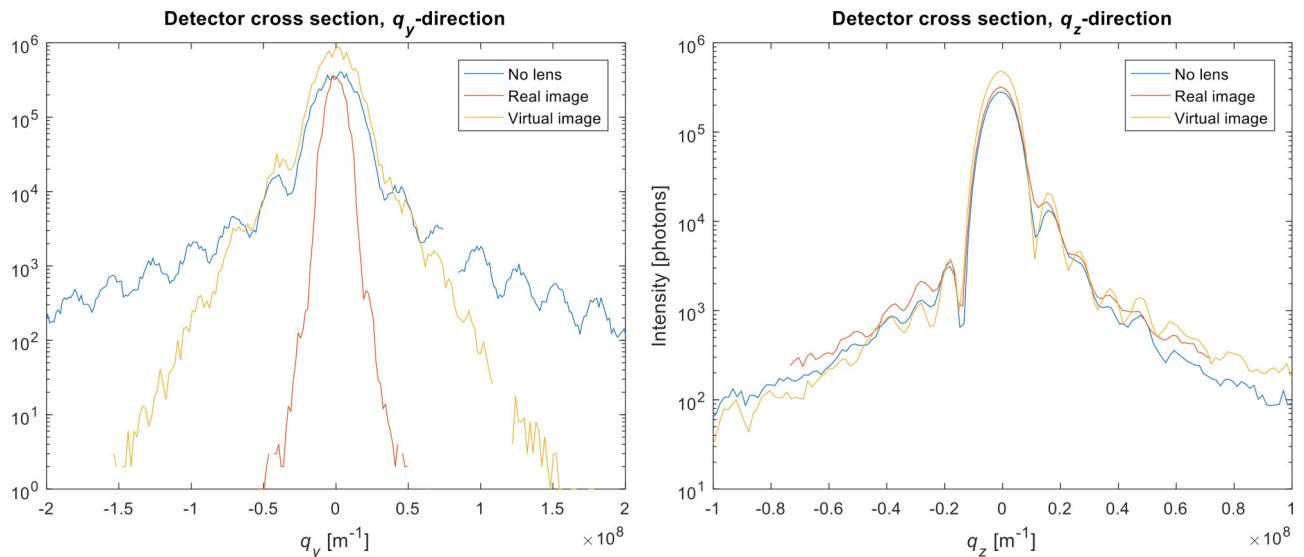 Detector cross section, q_y-direction
10^6
10^5
10^4
10^3
10^2
10^1
10^0
No lens
Real image
Virtual image
-2 -1.5 -1 -0.5 0 0.5 1 1.5 2
q_y [m^-1]
×10^8
Detector cross section, q_z-direction
Intensity [photons]
10^6
10^5
10^4
10^3
10^2
10^1
No lens
Real image
Virtual image
-1 -0.8 -0.6 -0.4 -0.2 0 0.2 0.4 0.6 0.8 1
q_z [m^-1]
×10^8